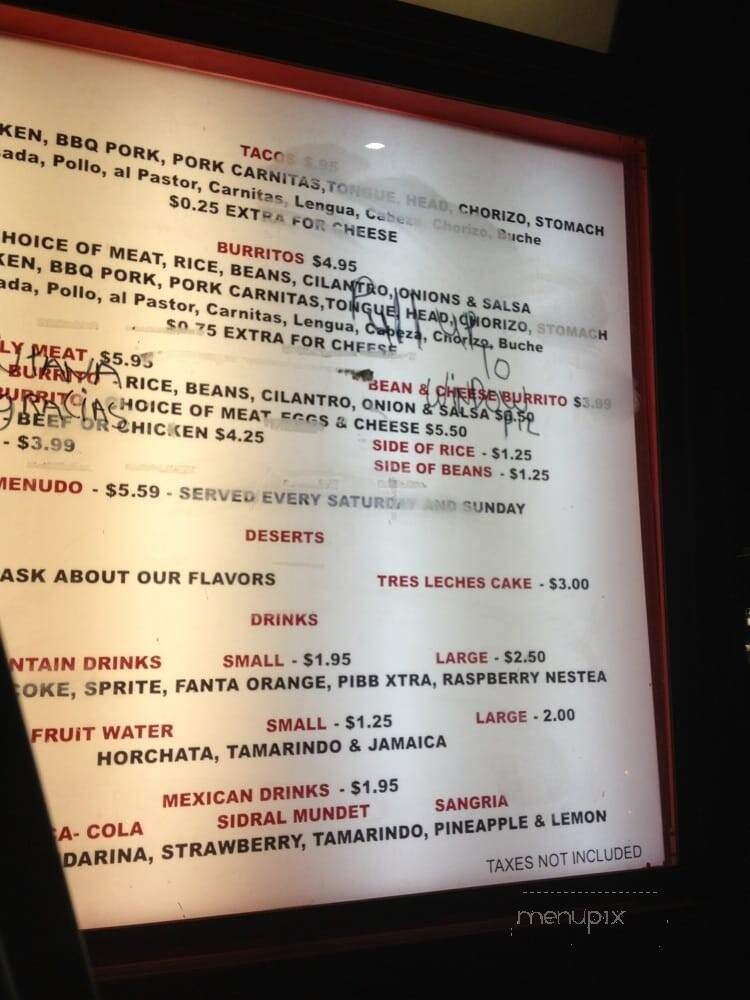 TACOS $.95
KEN, BBQ PORK, PORK CARNITAS, TONGUE, HEAD, CHORIZO, STOMACH
ada, Pollo, al Pastor, Carnitas, Lengua, Cabeza, Chorizo, Buche
$0.25 EXTRA FOR CHEESE
BURRITOS $4.95
HOICE OF MEAT, RICE, BEANS, CILANTRO, ONIONS & SALSA
KEN, BBQ PORK, PORK CARNITAS, TONGUE, HEAD, CHORIZO, STOMACH
ada, Pollo, al Pastor, Carnitas, Lengua, Cabeza, Chorizo, Buche
$0.75 EXTRA FOR CHEESE
Pull up
TO
WINDOW
LY MEAT $5.95
BURRITO - RICE, BEANS, CILANTRO, ONION & SALSA
BEAN & CHEESE BURRITO $3.99
BURRITO - CHOICE OF MEAT EGGS & CHEESE $5.50
GRACIAS
BEEF OR CHICKEN $4.25
- $3.99
SIDE OF RICE - $1.25
SIDE OF BEANS - $1.25
MENUDO - $5.59 - SERVED EVERY SATURDAY AND SUNDAY
DESERTS
ASK ABOUT OUR FLAVORS TRES LECHES CAKE - $3.00
DRINKS
NTAIN DRINKS SMALL - $1.95 LARGE - $2.50
COKE, SPRITE, FANTA ORANGE, PIBB XTRA, RASPBERRY NESTEA
FRUIT WATER SMALL - $1.25 LARGE - 2.00
HORCHATA, TAMARINDO & JAMAICA
MEXICAN DRINKS - $1.95
CA- COLA SIDRAL MUNDET SANGRIA
DARINA, STRAWBERRY, TAMARINDO, PINEAPPLE & LEMON
TAXES NOT INCLUDED
menupix